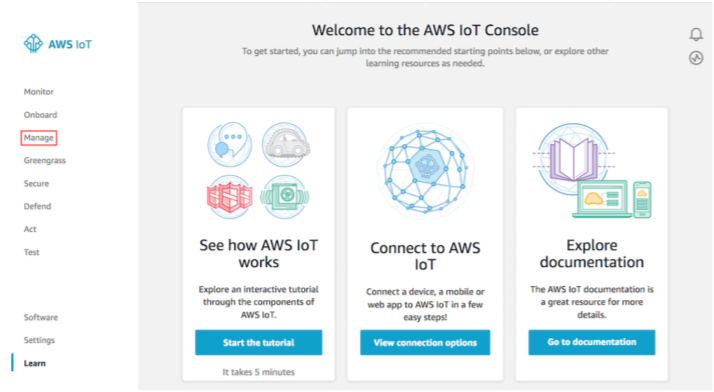 AWS IoT
Monitor
Onboard
Manage
Greengrass
Secure
Defend
Act
Test
Software
Settings
Learn
Welcome to the AWS IoT Console
To get started, you can jump into the recommended starting points below, or explore other
learning resources as needed.
See how AWS IoT
works
Explore an interactive tutorial
through the components of
AWS IoT.
Start the tutorial
It takes 5 minutes
Connect to AWS
IoT
Connect a device, a mobile or
web app to AWS IoT in a few
easy steps!
View connection options
Explore
documentation
The AWS IoT documentation is
a great resource for more
details.
Go to documentation